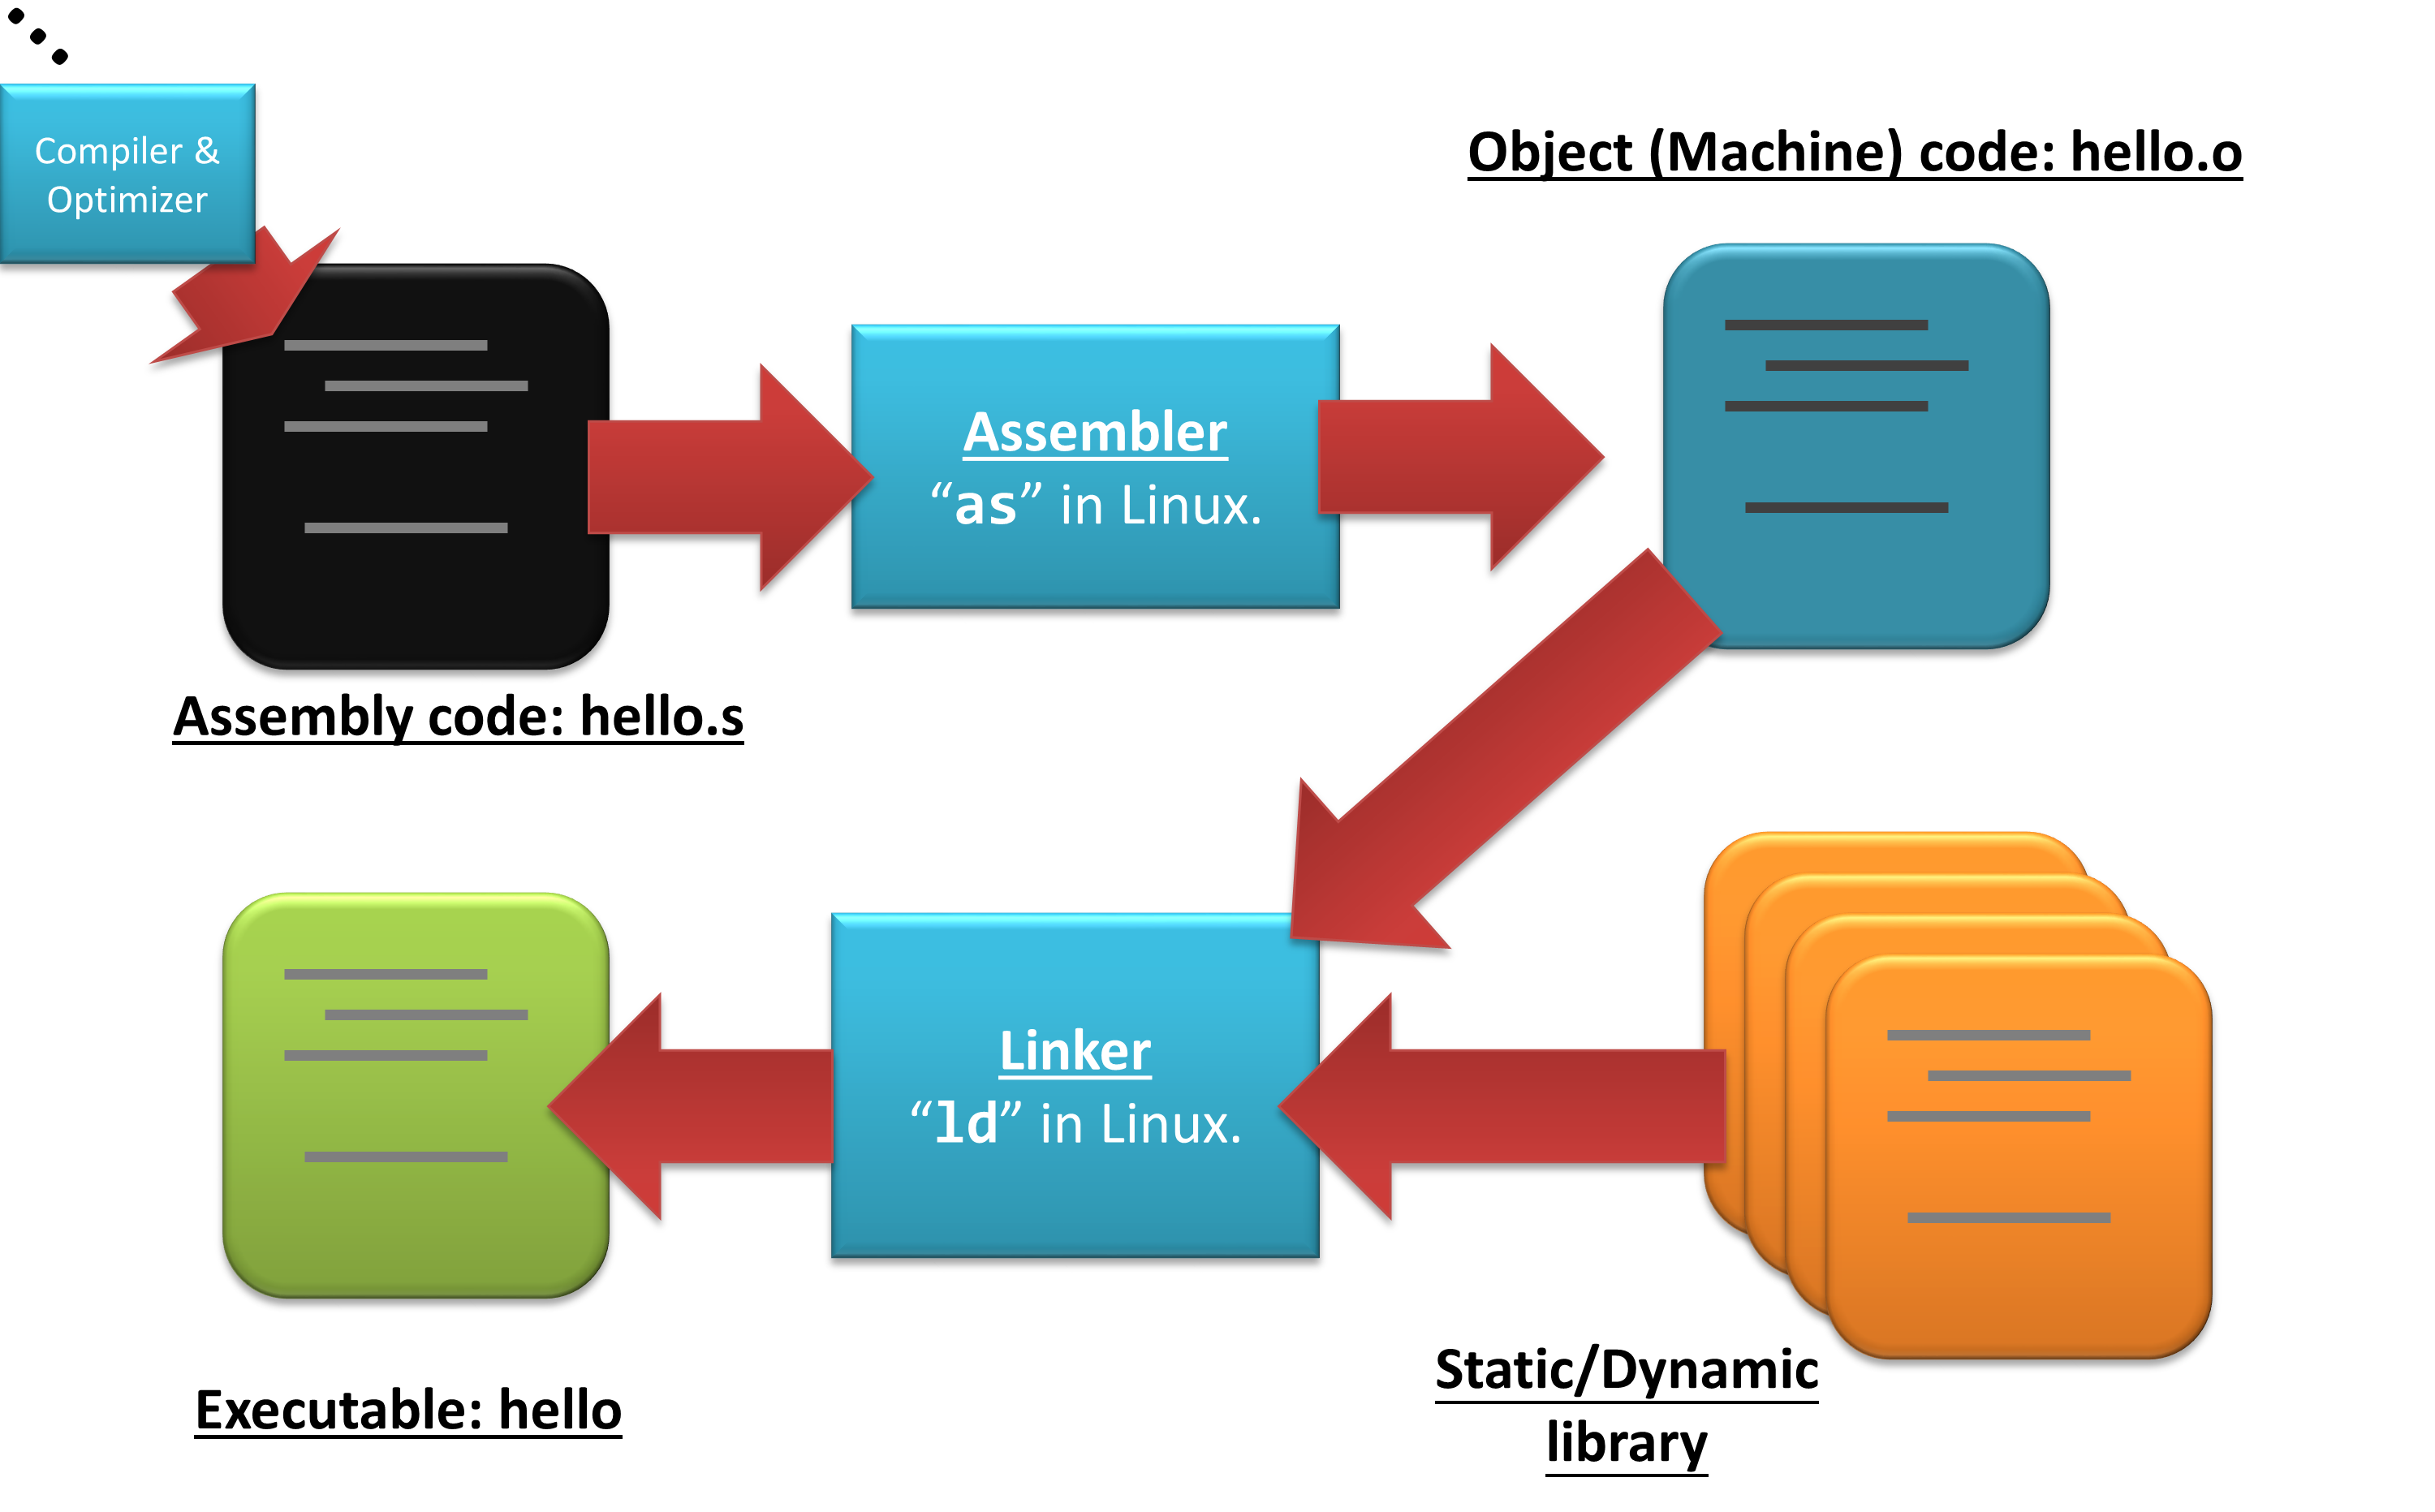 Compiler &
Optimizer
Object (Machine) code: hello.o
Assembler
“as” in Linux.
Assembly code: hello.s
Linker
“ld” in Linux.
Static/Dynamic
library
Executable: hello